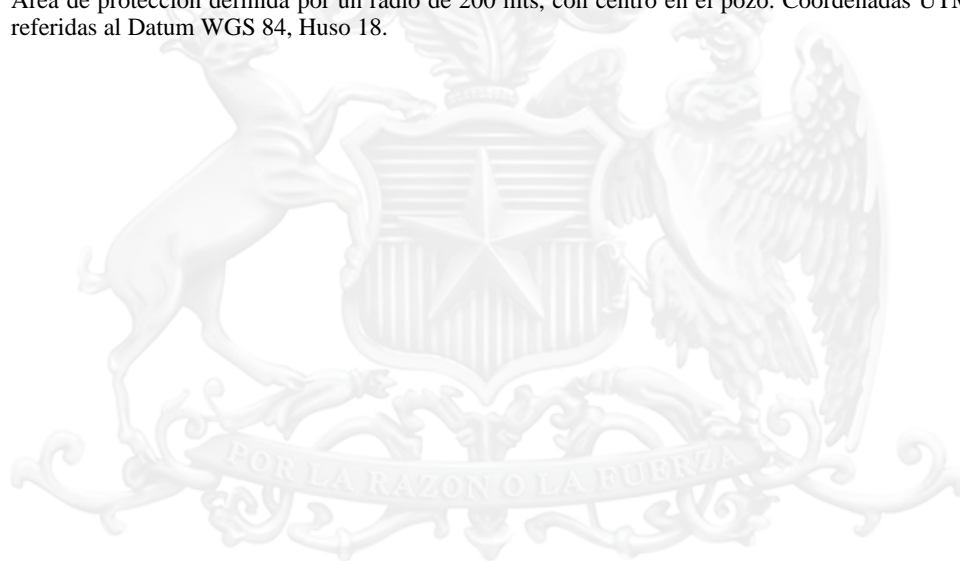 Área de protección definida por un radio de 200 mts, con centro en el pozo. Coordenadas UTM
referidas al Datum WGS 84, Huso 18.
POR LA RAZON O LA FUERZA